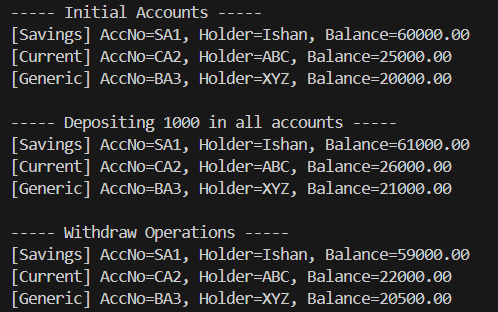 ----- Initial Accounts -----
[Savings] AccNo=SA1, Holder=Ishan, Balance=60000.00
[Current] AccNo=CA2, Holder=ABC, Balance=25000.00
[Generic] AccNo=BA3, Holder=XYZ, Balance=20000.00

----- Depositing 1000 in all accounts -----
[Savings] AccNo=SA1, Holder=Ishan, Balance=61000.00
[Current] AccNo=CA2, Holder=ABC, Balance=26000.00
[Generic] AccNo=BA3, Holder=XYZ, Balance=21000.00

----- Withdraw Operations -----
[Savings] AccNo=SA1, Holder=Ishan, Balance=59000.00
[Current] AccNo=CA2, Holder=ABC, Balance=22000.00
[Generic] AccNo=BA3, Holder=XYZ, Balance=20500.00